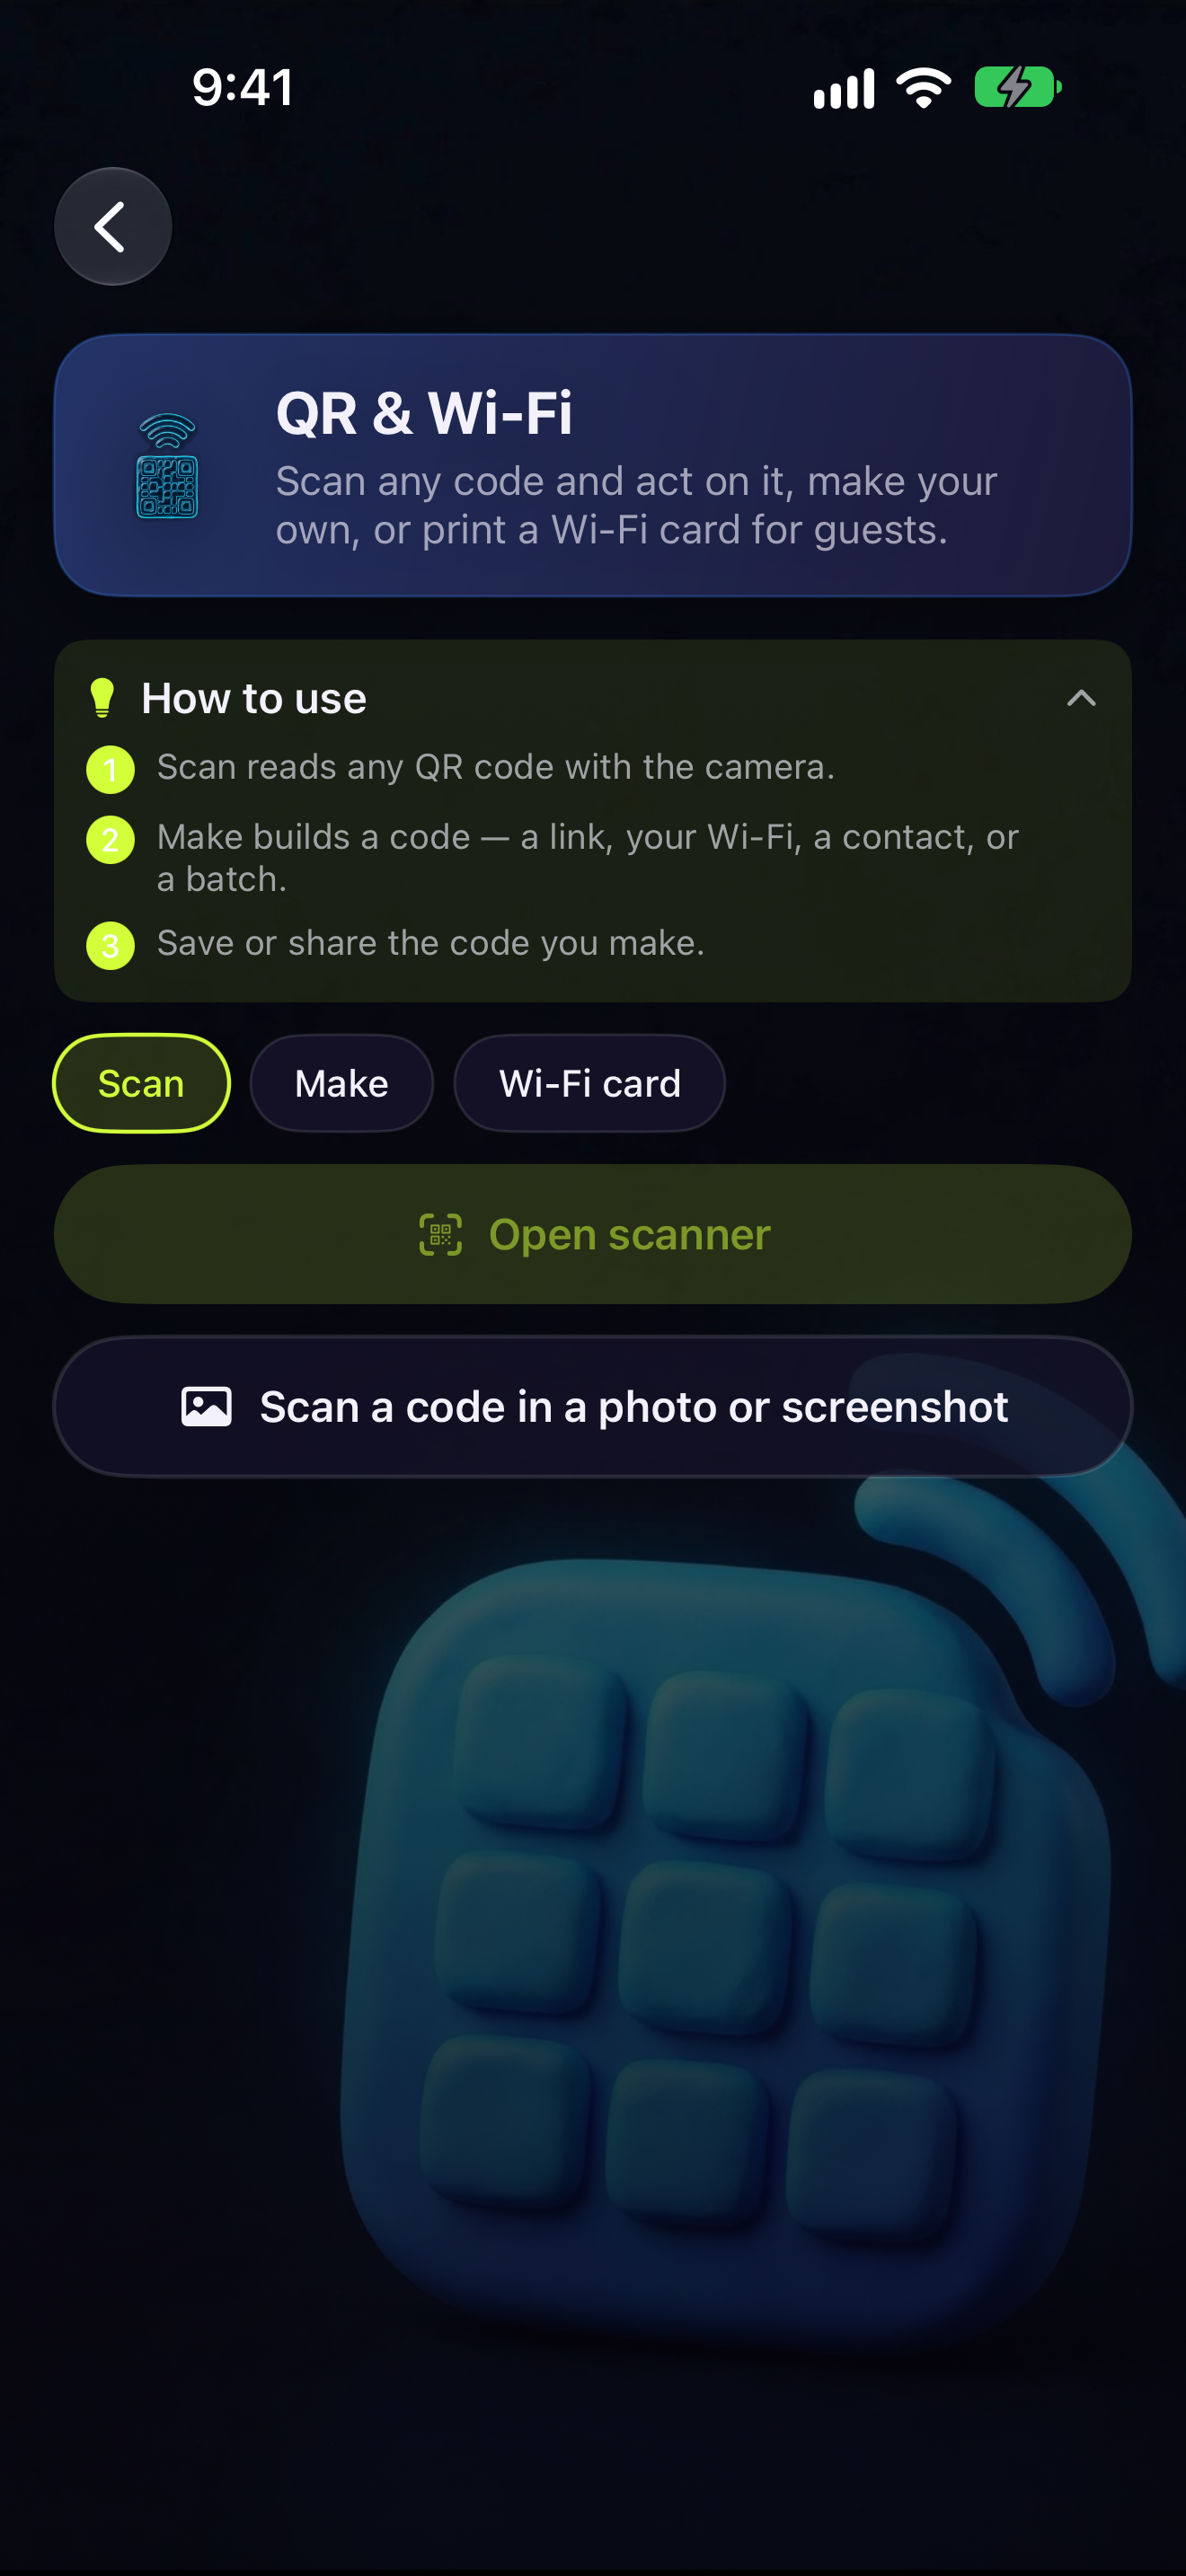 9:41
QR & Wi-Fi
Scan any code and act on it, make your
own, or print a Wi-Fi card for guests.
How to use
1 Scan reads any QR code with the camera.
2 Make builds a code — a link, your Wi-Fi, a contact, or
a batch.
3 Save or share the code you make.
Scan Make Wi-Fi card
Open scanner
Scan a code in a photo or screenshot